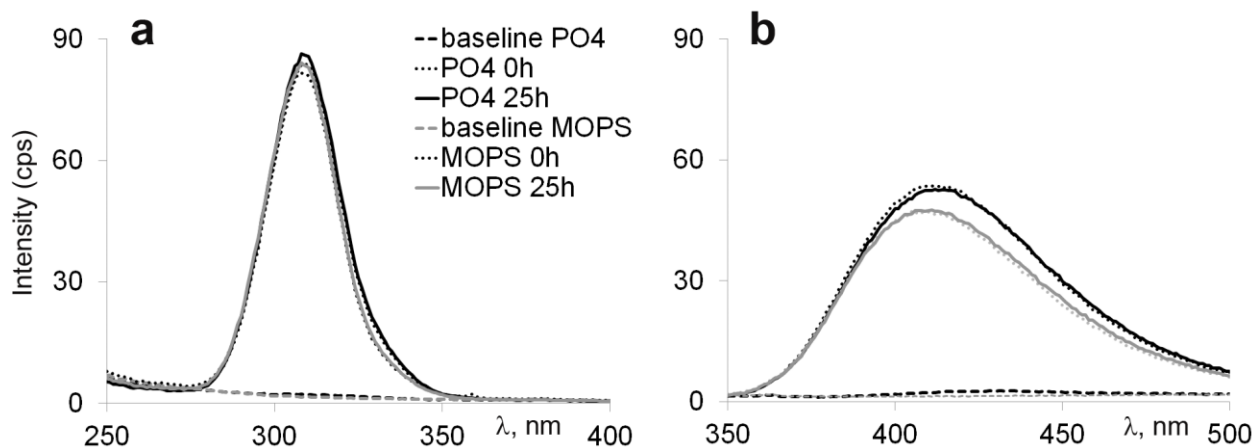 a
b
Intensity (cps)
90
60
30
0
250
300
350
λ, nm
400
baseline PO4
PO4 0h
PO4 25h
baseline MOPS
MOPS 0h
MOPS 25h
90
60
30
0
350
400
450
λ, nm
500